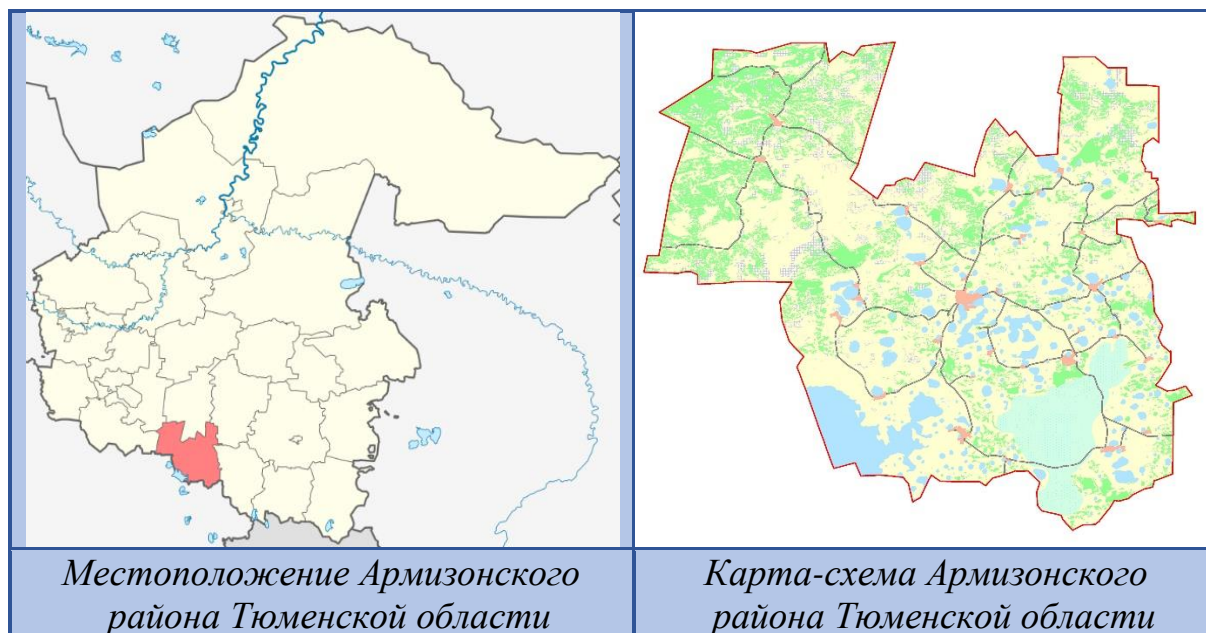 Местоположение Армизонского
района Тюменской области
Карта-схема Армизонского
района Тюменской области